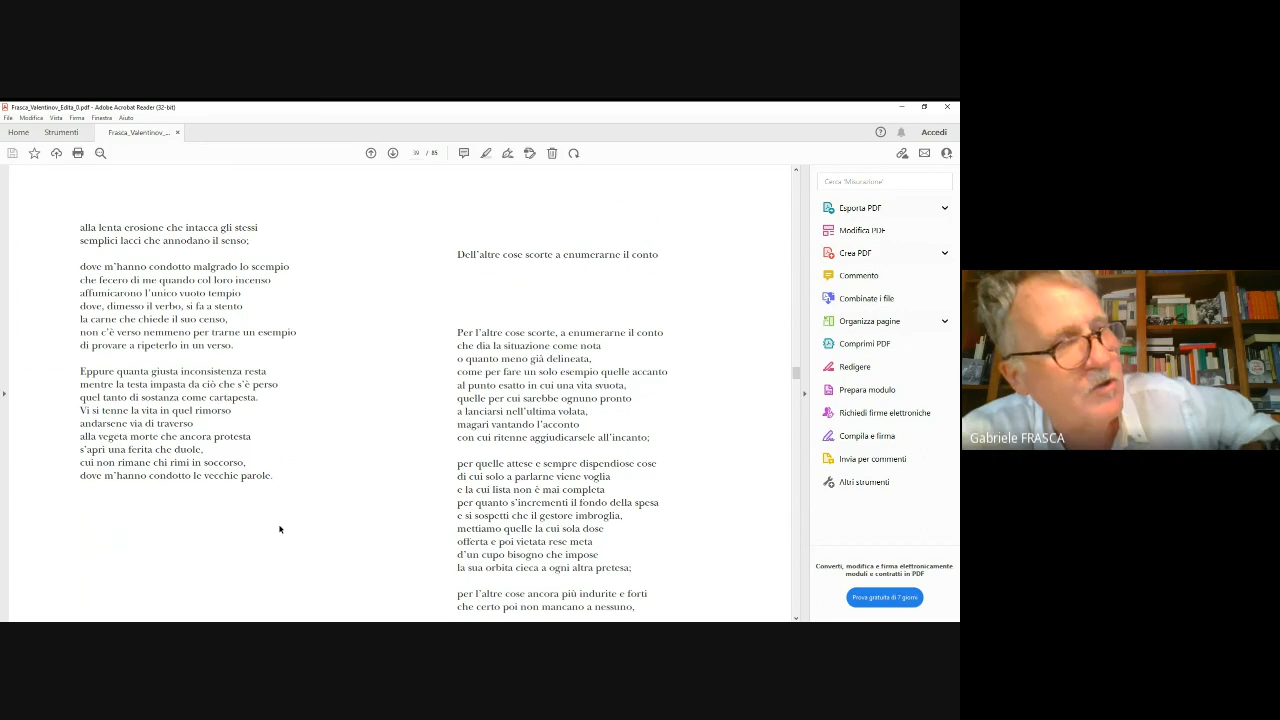 Frasca_Valentinov_Edita_0.pdf - Adobe Acrobat Reader (32-bit)
File Modifica Vista Firma Finestra Aiuto
Home Strumenti Frasca_Valentinov_... × Accedi
39 / 85
alla lenta erosione che intacca gli stessi
semplici lacci che annodano il senso;
dove m’hanno condotto malgrado lo scempio
che fecero di me quando col loro incenso
affumicarono l’unico vuoto tempio
dove, dimesso il verbo, si fa a stento
la carne che chiede il suo censo,
non c’è verso nemmeno per trarne un esempio
di provare a ripeterlo in un verso.
Eppure quanta giusta inconsistenza resta
mentre la testa impasta da ciò che s’è perso
quel tanto di sostanza come cartapesta.
Vi si tenne la vita in quel rimorso
andarsene via di traverso
alla vegeta morte che ancora protesta
s’aprì una ferita che duole,
cui non rimane chi rimi in soccorso,
dove m’hanno condotto le vecchie parole.
Dell’altre cose scorte a enumerarne il conto
Per l’altre cose scorte, a enumerarne il conto
che dia la situazione come nota
o quanto meno già delineata,
come per fare un solo esempio quelle accanto
al punto esatto in cui una vita svuota,
quelle per cui sarebbe ognuno pronto
a lanciarsi nell’ultima volata,
magari vantando l’acconto
con cui ritenne aggiudicarsele all’incanto;
per quelle attese e sempre dispendiose cose
di cui solo a parlarne viene voglia
e la cui lista non è mai completa
per quanto s’incrementi il fondo della spesa
e si sospetti che il gestore imbroglia,
mettiamo quelle la cui sola dose
offerta e poi vietata rese meta
d’un cupo bisogno che impose
la sua orbita cieca a ogni altra pretesa;
per l’altre cose ancora più indurite e forti
che certo poi non mancano a nessuno,
Cerca 'Misurazione'
Esporta PDF
Modifica PDF
Crea PDF
Commento
Combinate i file
Organizza pagine
Comprimi PDF
Redigere
Prepara modulo
Richiedi firme elettroniche
Compila e firma
Invia per commenti
Altri strumenti
Converti, modifica e firma elettronicamente
moduli e contratti in PDF
Prova gratuita di 7 giorni
Gabriele FRASCA